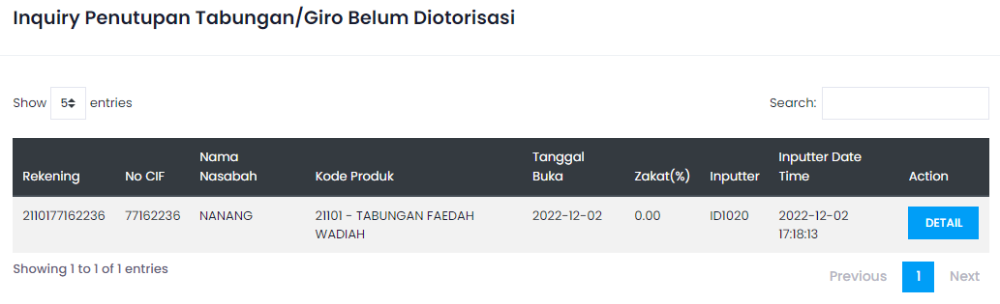 Inquiry Penutupan Tabungan/Giro Belum Diotorisasi
Show 5 entries
Search:
Rekening No CIF Nama Nasabah Kode Produk Tanggal Buka Zakat(%) Inputter Inputter Date Time Action
2110177162236 77162236 NANANG 21101 - TABUNGAN FAEDAH WADIAH 2022-12-02 0.00 ID1020 2022-12-02 17:18:13 DETAIL
Showing 1 to 1 of 1 entries
Previous 1 Next